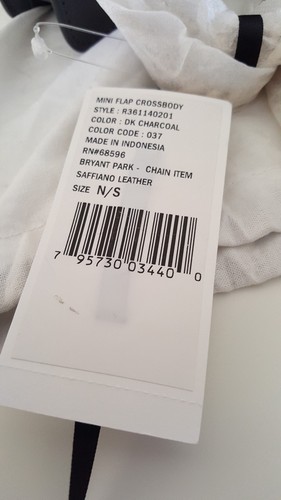 MINI FLAP CROSSBODY
STYLE : R361140201
COLOR : DK CHARCOAL
COLOR CODE : 037
MADE IN INDONESIA
RN#68596
BRYANT PARK - CHAIN ITEM
SAFFIANO LEATHER
SIZE N/S
7 95730 03440 0